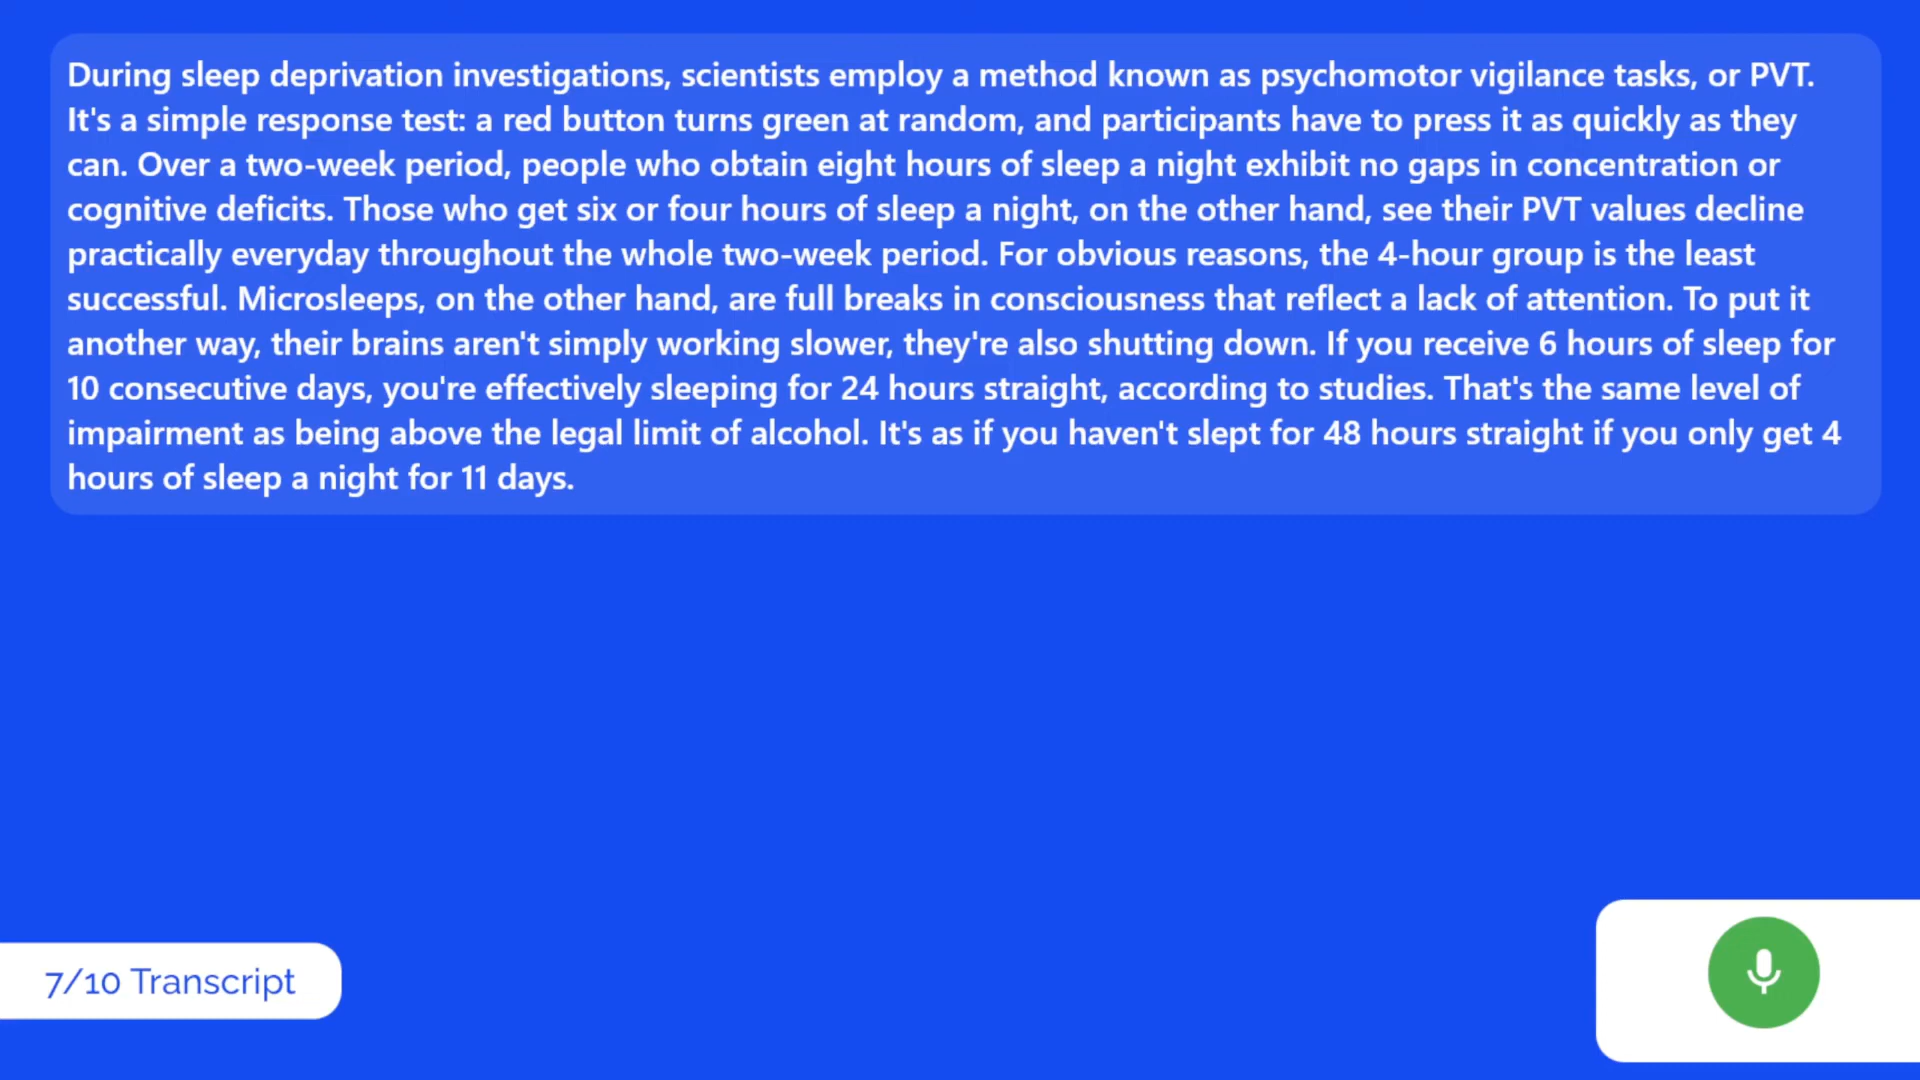 During sleep deprivation investigations, scientists employ a method known as psychomotor vigilance tasks, or PVT.
It's a simple response test: a red button turns green at random, and participants have to press it as quickly as they
can. Over a two-week period, people who obtain eight hours of sleep a night exhibit no gaps in concentration or
cognitive deficits. Those who get six or four hours of sleep a night, on the other hand, see their PVT values decline
practically everyday throughout the whole two-week period. For obvious reasons, the 4-hour group is the least
successful. Microsleeps, on the other hand, are full breaks in consciousness that reflect a lack of attention. To put it
another way, their brains aren't simply working slower, they're also shutting down. If you receive 6 hours of sleep for
10 consecutive days, you're effectively sleeping for 24 hours straight, according to studies. That's the same level of
impairment as being above the legal limit of alcohol. It's as if you haven't slept for 48 hours straight if you only get 4
hours of sleep a night for 11 days.
7/10 Transcript